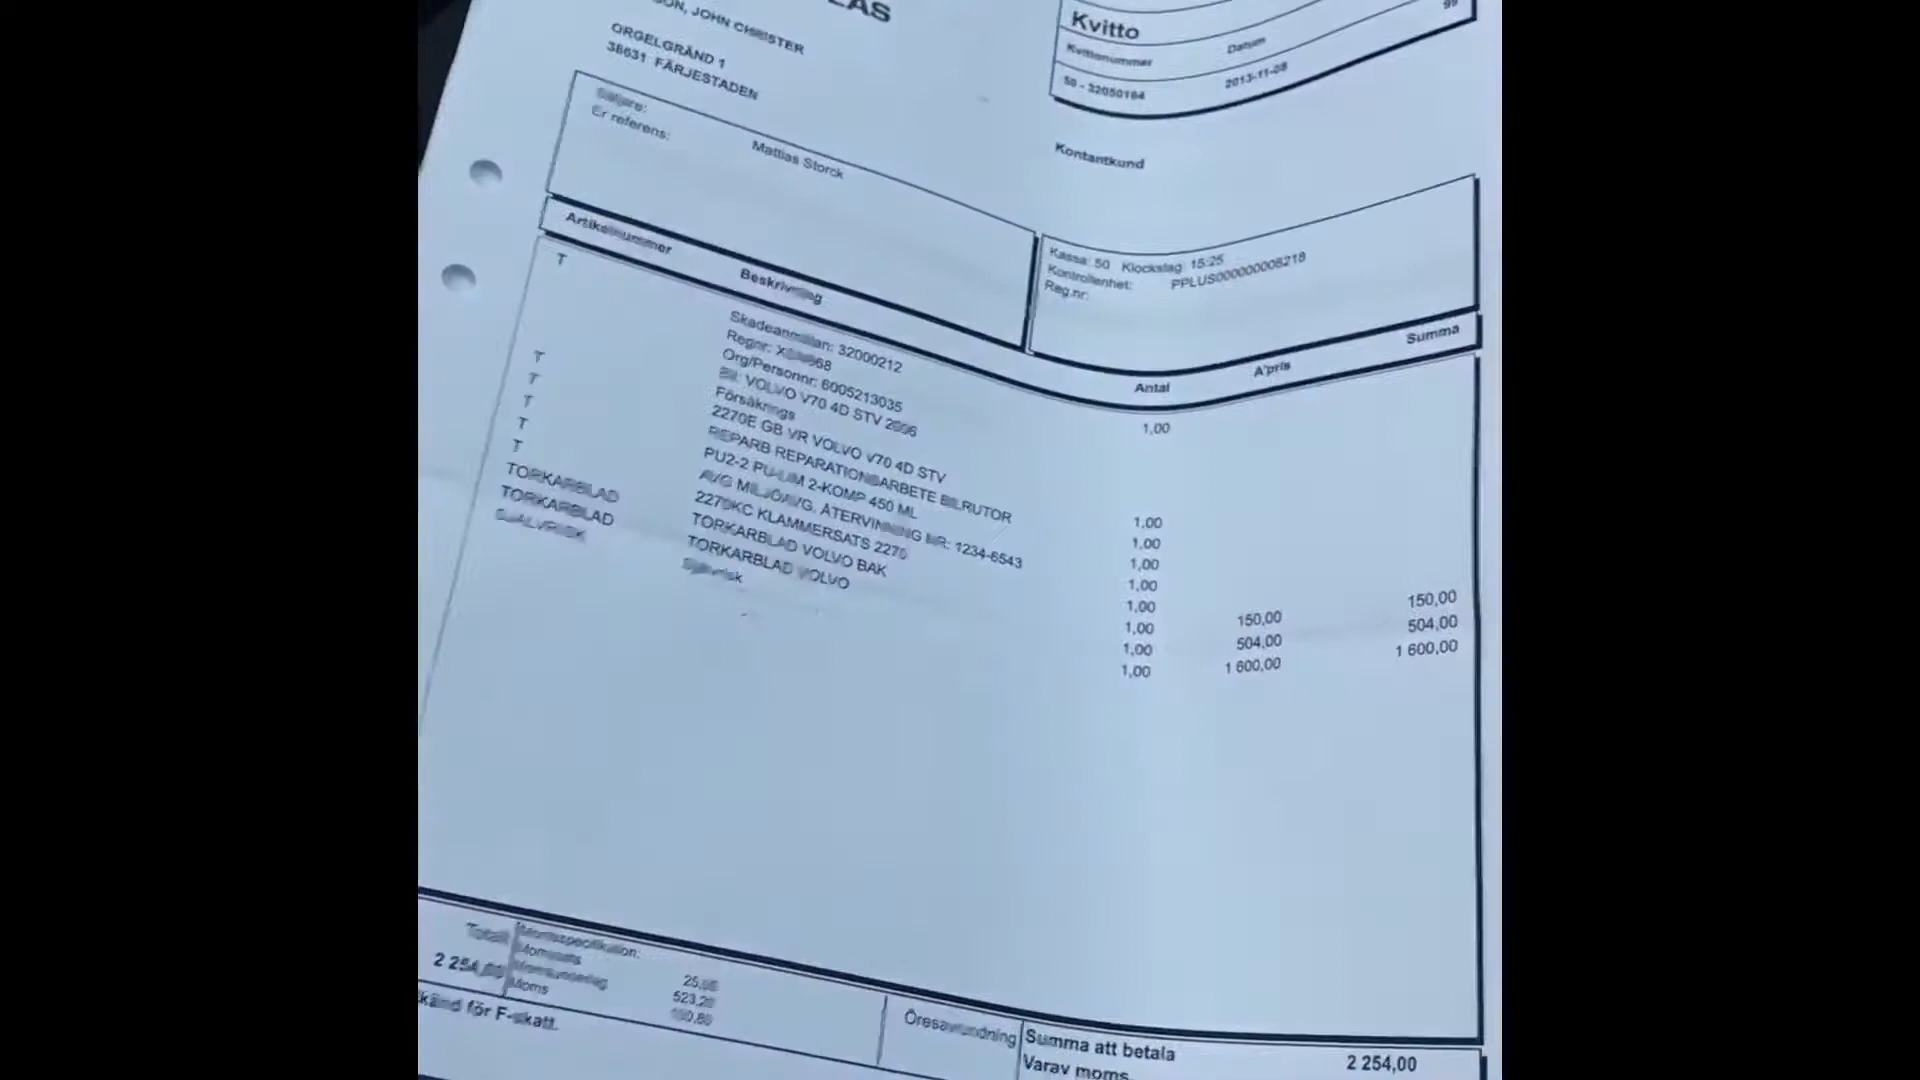 JOHN CHRISTER
ORGELGRÄND 1
38631 FÄRJESTADEN
Kvitto
Kvittonummer Datum
50 - 32050164 2013-11-08
Kontantkund
Säljare:
Er referens: Mattias Storck
Kassa: 50 Klockslag: 15:25
Kontrollenhet: PPLUS000000008218
Reg.nr:
Artikelnummer Beskrivning Antal A'pris Summa
T Skadeanmälan: 32000212 1,00
Regnr:
Org/Personnr: 6005213035
Bil: VOLVO V70 4D STV 2006
Försäkrings
T 2270E GB VR VOLVO V70 4D STV 1,00
T REPARB REPARATIONSARBETE BILRUTOR 1,00
T PU2-2 PU-LIM 2-KOMP 450 ML 1,00
T AVG MILJÖAVG. ÅTERVINNING NR: 1234-6543 1,00
T 2270KC KLAMMERSATS 2270 1,00
TORKARBLAD TORKARBLAD VOLVO BAK 1,00 150,00 150,00
TORKARBLAD TORKARBLAD VOLVO 1,00 504,00 504,00
SJÄLVRISK Självrisk 1,00 1 600,00 1 600,00
Totalt
2 254,00
Momsspecifikation:
Momssats 25,00
Momsunderlag 523,20
Moms 130,80
för F-skatt.
Öresavrundning
Summa att betala 2 254,00
Varav moms